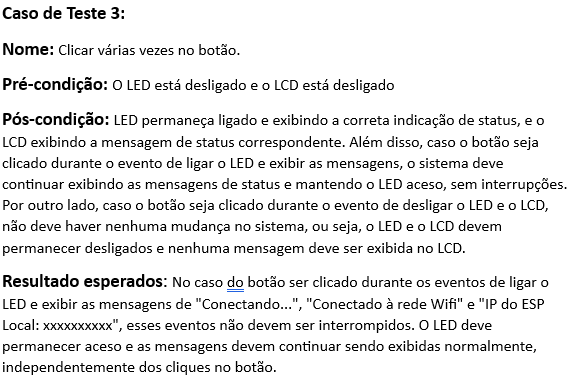 Caso de Teste 3:
Nome: Clicar várias vezes no botão.
Pré-condição: O LED está desligado e o LCD está desligado
Pós-condição: LED permaneça ligado e exibindo a correta indicação de status, e o
LCD exibindo a mensagem de status correspondente. Além disso, caso o botão seja
clicado durante o evento de ligar o LED e exibir as mensagens, o sistema deve
continuar exibindo as mensagens de status e mantendo o LED aceso, sem interrupções.
Por outro lado, caso o botão seja clicado durante o evento de desligar o LED e o LCD,
não deve haver nenhuma mudança no sistema, ou seja, o LED e o LCD devem
permanecer desligados e nenhuma mensagem deve ser exibida no LCD.
Resultado esperados: No caso do botão ser clicado durante os eventos de ligar o
LED e exibir as mensagens de "Conectando...", "Conectado à rede Wifi" e "IP do ESP
Local: xxxxxxxxxx", esses eventos não devem ser interrompidos. O LED deve
permanecer aceso e as mensagens devem continuar sendo exibidas normalmente,
independentemente dos cliques no botão.